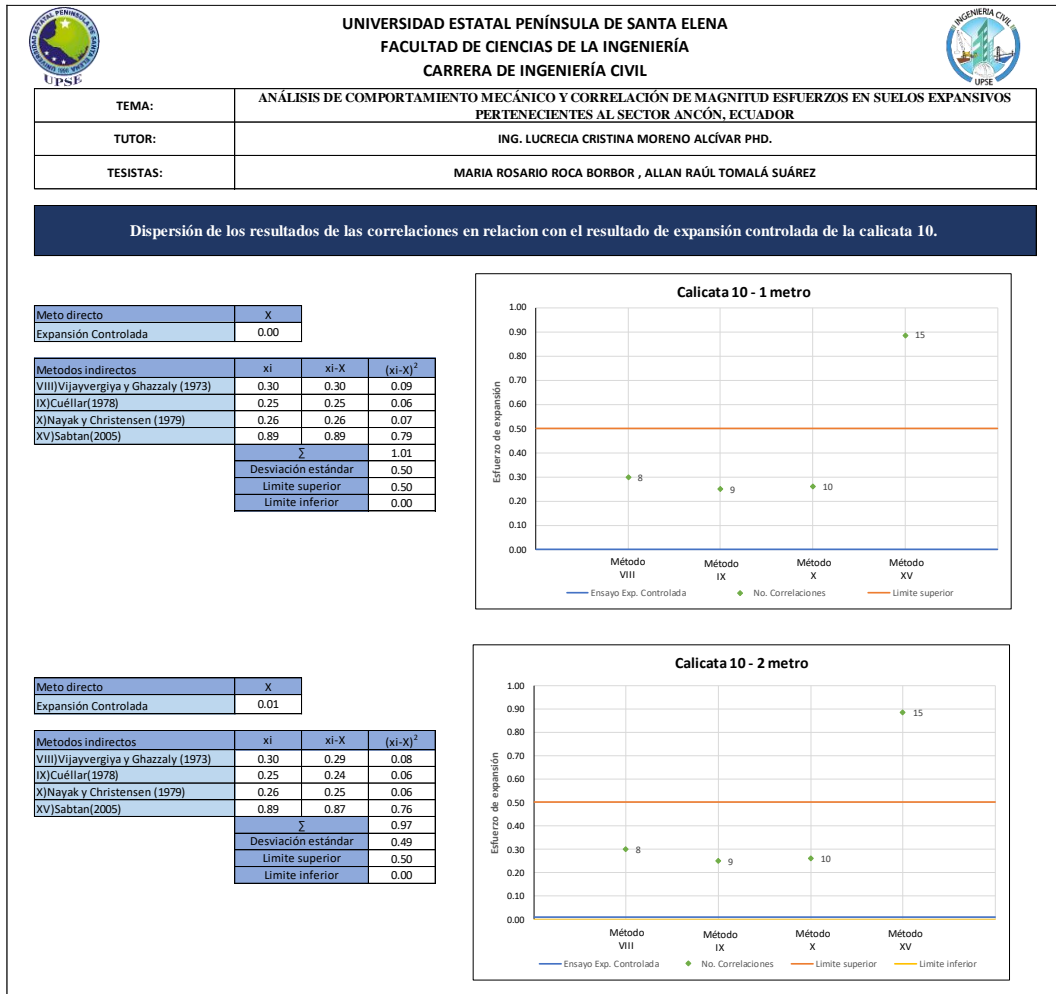 UNIVERSIDAD ESTATAL PENÍNSULA DE SANTA ELENA
FACULTAD DE CIENCIAS DE LA INGENIERÍA
CARRERA DE INGENIERÍA CIVIL
UNIVERSIDAD ESTATAL PENINSULA DE SANTA ELENA
UPSE
INGENIERIA CIVIL
UPSE
TEMA: ANÁLISIS DE COMPORTAMIENTO MECÁNICO Y CORRELACIÓN DE MAGNITUD ESFUERZOS EN SUELOS EXPANSIVOS
PERTENECIENTES AL SECTOR ANCÓN, ECUADOR
TUTOR: ING. LUCRECIA CRISTINA MORENO ALCÍVAR PHD.
TESISTAS: MARIA ROSARIO ROCA BORBOR , ALLAN RAÚL TOMALÁ SUÁREZ
Dispersión de los resultados de las correlaciones en relacion con el resultado de expansión controlada de la calicata 10.
Meto directo X
Expansión Controlada 0.00
Metodos indirectos xi xi-X (xi-X)²
VIII)Vijayvergiya y Ghazzaly (1973) 0.30 0.30 0.09
IX)Cuéllar(1978) 0.25 0.25 0.06
X)Nayak y Christensen (1979) 0.26 0.26 0.07
XV)Sabtan(2005) 0.89 0.89 0.79
∑ 1.01
Desviación estándar 0.50
Limite superior 0.50
Limite inferior 0.00
Calicata 10 - 1 metro
Esfuerzo de expansión
1.00
0.90
0.80
0.70
0.60
0.50
0.40
0.30
0.20
0.10
0.00
8
9
10
15
Método VIII
Método IX
Método X
Método XV
Ensayo Exp. Controlada No. Correlaciones Limite superior
Meto directo X
Expansión Controlada 0.01
Metodos indirectos xi xi-X (xi-X)²
VIII)Vijayvergiya y Ghazzaly (1973) 0.30 0.29 0.08
IX)Cuéllar(1978) 0.25 0.24 0.06
X)Nayak y Christensen (1979) 0.26 0.25 0.06
XV)Sabtan(2005) 0.89 0.87 0.76
∑ 0.97
Desviación estándar 0.49
Limite superior 0.50
Limite inferior 0.00
Calicata 10 - 2 metro
Esfuerzo de expansión
1.00
0.90
0.80
0.70
0.60
0.50
0.40
0.30
0.20
0.10
0.00
8
9
10
15
Método VIII
Método IX
Método X
Método XV
Ensayo Exp. Controlada No. Correlaciones Limite superior Limite inferior